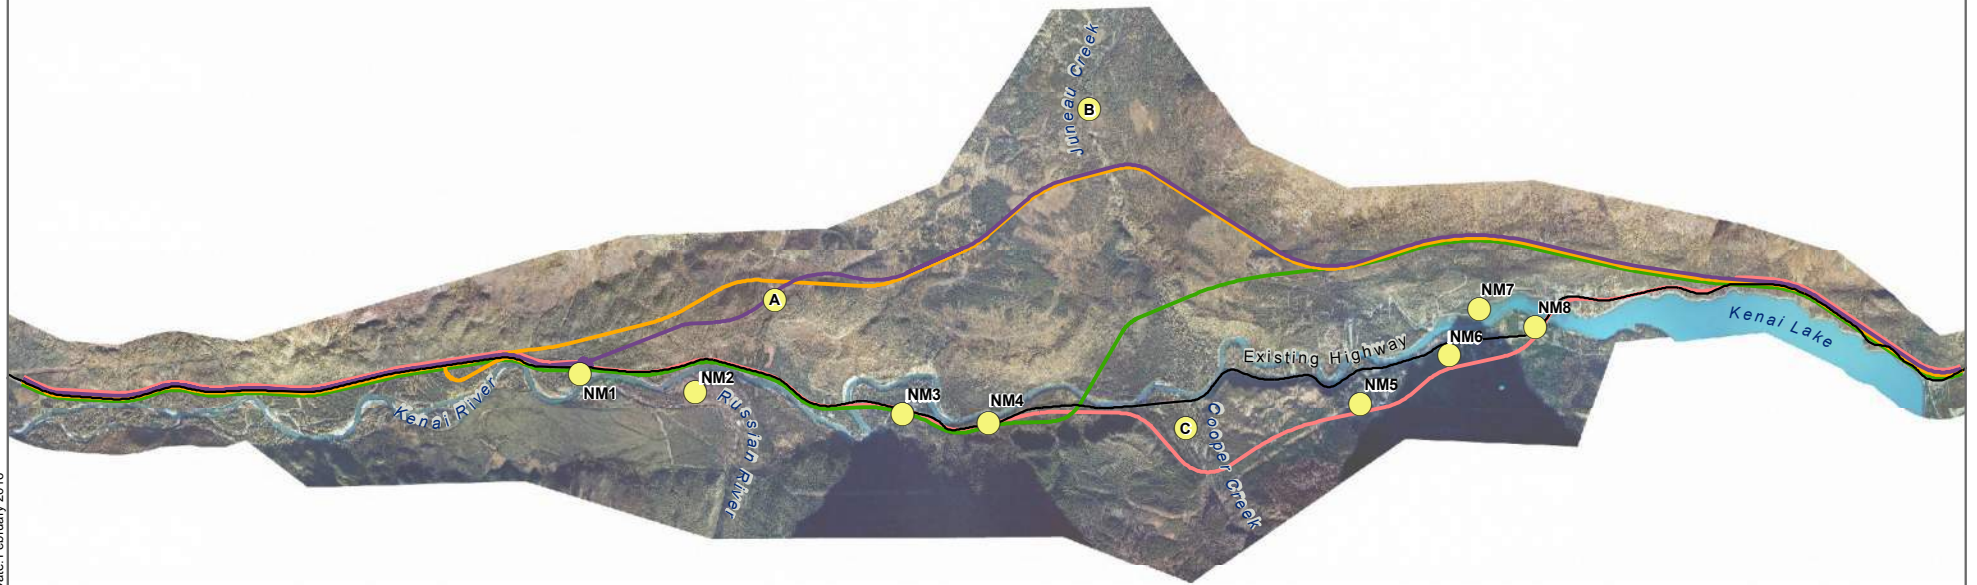 Juneau Creek
B
A
NM7
NM8
Kenai Lake
NM6
Existing Highway
NM1
NM2
NM5
NM3
NM4
Kenai River
Russian River
C
Cooper Creek